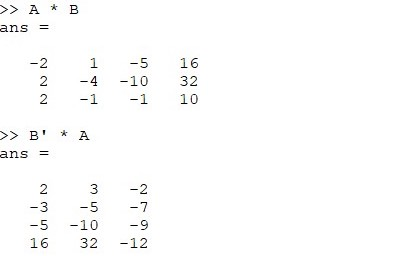 >> A * B
ans =
-2 1 -5 16
2 -4 -10 32
2 -1 -1 10
>> B' * A
ans =
2 3 -2
-3 -5 -7
-5 -10 -9
16 32 -12